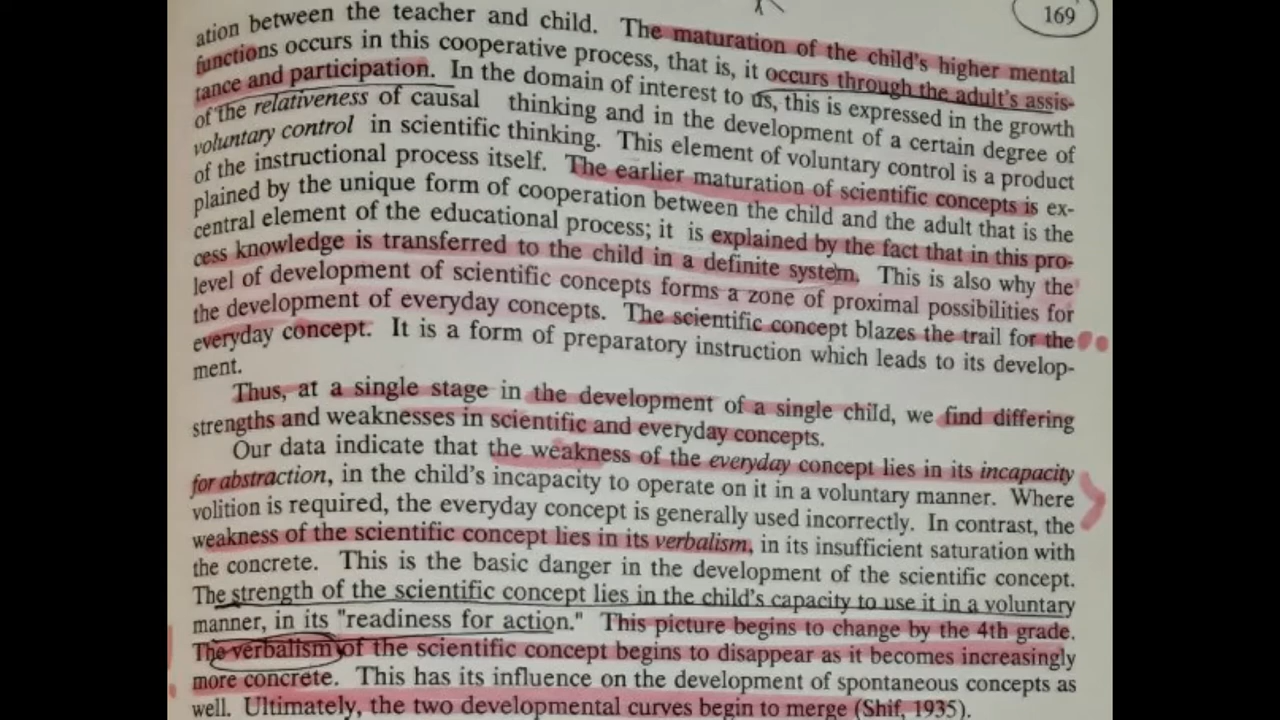 169
ation between the teacher and child. The maturation of the child's higher mental
functions occurs in this cooperative process, that is, it occurs through the adult's assis-
tance and participation. In the domain of interest to us, this is expressed in the growth
of the relativeness of causal thinking and in the development of a certain degree of
voluntary control in scientific thinking. This element of voluntary control is a product
of the instructional process itself. The earlier maturation of scientific concepts is ex-
plained by the unique form of cooperation between the child and the adult that is the
central element of the educational process; it is explained by the fact that in this pro-
cess knowledge is transferred to the child in a definite system. This is also why the
level of development of scientific concepts forms a zone of proximal possibilities for
the development of everyday concepts. The scientific concept blazes the trail for the
everyday concept. It is a form of preparatory instruction which leads to its develop-
ment.
Thus, at a single stage in the development of a single child, we find differing
strengths and weaknesses in scientific and everyday concepts.
Our data indicate that the weakness of the everyday concept lies in its incapacity
for abstraction, in the child's incapacity to operate on it in a voluntary manner. Where
volition is required, the everyday concept is generally used incorrectly. In contrast, the
weakness of the scientific concept lies in its verbalism, in its insufficient saturation with
the concrete. This is the basic danger in the development of the scientific concept.
The strength of the scientific concept lies in the child's capacity to use it in a voluntary
manner, in its "readiness for action." This picture begins to change by the 4th grade.
The verbalism of the scientific concept begins to disappear as it becomes increasingly
more concrete. This has its influence on the development of spontaneous concepts as
well. Ultimately, the two developmental curves begin to merge (Shif, 1935).